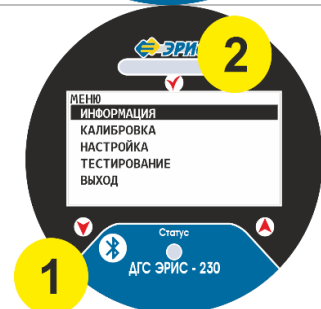 ЭРИС
2
МЕНЮ
ИНФОРМАЦИЯ
КАЛИБРОВКА
НАСТРОЙКА
ТЕСТИРОВАНИЕ
ВЫХОД
Статус
1
ДГС ЭРИС - 230